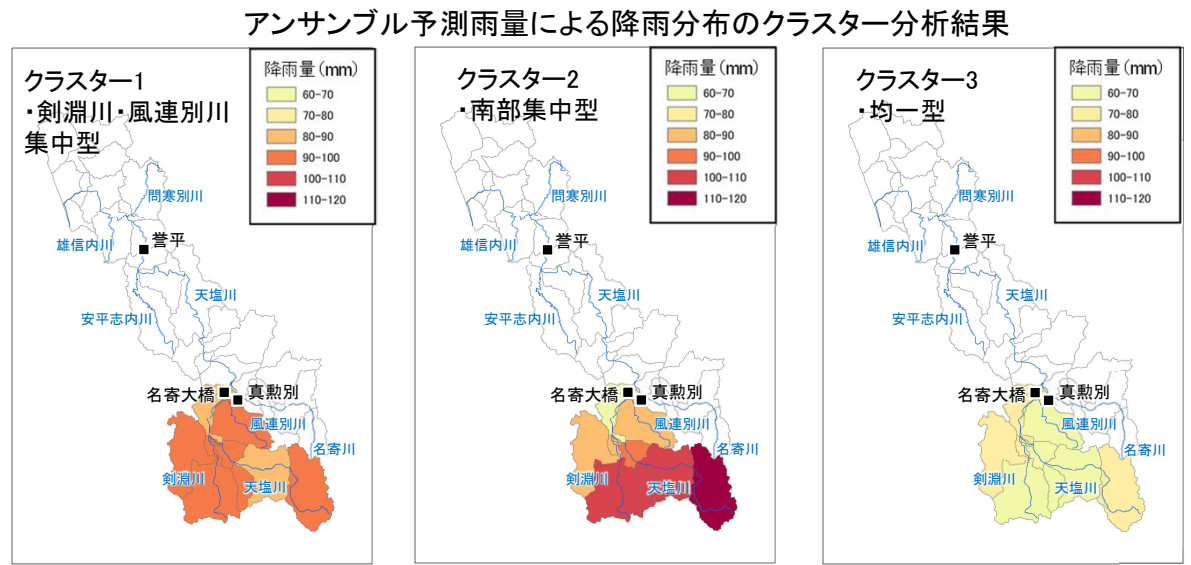 アンサンブル予測雨量による降雨分布のクラスター分析結果
クラスター1
・剣淵川・風連別川
集中型
降雨量(mm)
60-70
70-80
80-90
90-100
100-110
110-120
問寒別川
雄信内川
誉平
天塩川
安平志内川
名寄大橋
真勲別
風連別川
名寄川
剣淵川
天塩川
クラスター2
・南部集中型
降雨量(mm)
60-70
70-80
80-90
90-100
100-110
110-120
問寒別川
雄信内川
誉平
天塩川
安平志内川
名寄大橋
真勲別
風連別川
名寄川
剣淵川
天塩川
クラスター3
・均一型
降雨量(mm)
60-70
70-80
80-90
90-100
100-110
110-120
問寒別川
雄信内川
誉平
天塩川
安平志内川
名寄大橋
真勲別
風連別川
名寄川
剣淵川
天塩川